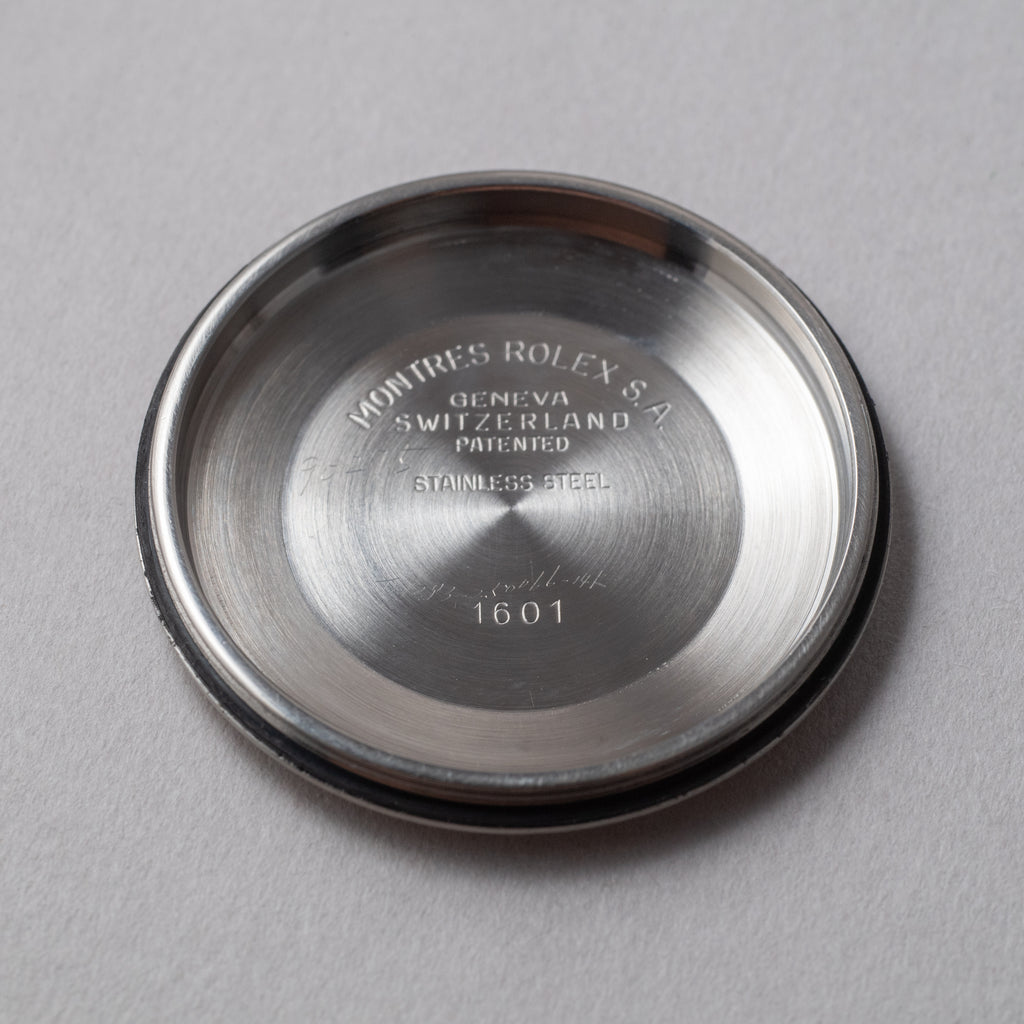 MONTRES ROLEX S.A.
GENEVA
SWITZERLAND
PATENTED
STAINLESS STEEL
1601